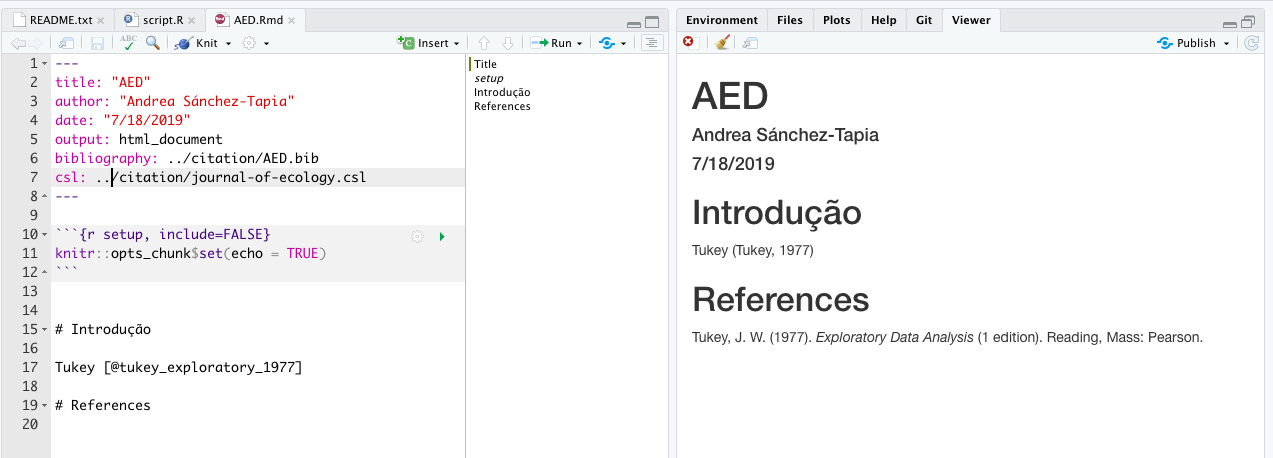 README.txt script.R AED.Rmd
ABC Knit Insert Run
1 ---
2 title: "AED"
3 author: "Andrea Sánchez-Tapia"
4 date: "7/18/2019"
5 output: html_document
6 bibliography: ../citation/AED.bib
7 csl: ../citation/journal-of-ecology.csl
8 ---
9
10 ```{r setup, include=FALSE}
11 knitr::opts_chunk$set(echo = TRUE)
12 ```
13
14
15 # Introdução
16
17 Tukey [@tukey_exploratory_1977]
18
19 # References
20
Title
setup
Introdução
References
Environment Files Plots Help Git Viewer
Publish
AED
Andrea Sánchez-Tapia
7/18/2019
Introdução
Tukey (Tukey, 1977)
References
Tukey, J. W. (1977). Exploratory Data Analysis (1 edition). Reading, Mass: Pearson.